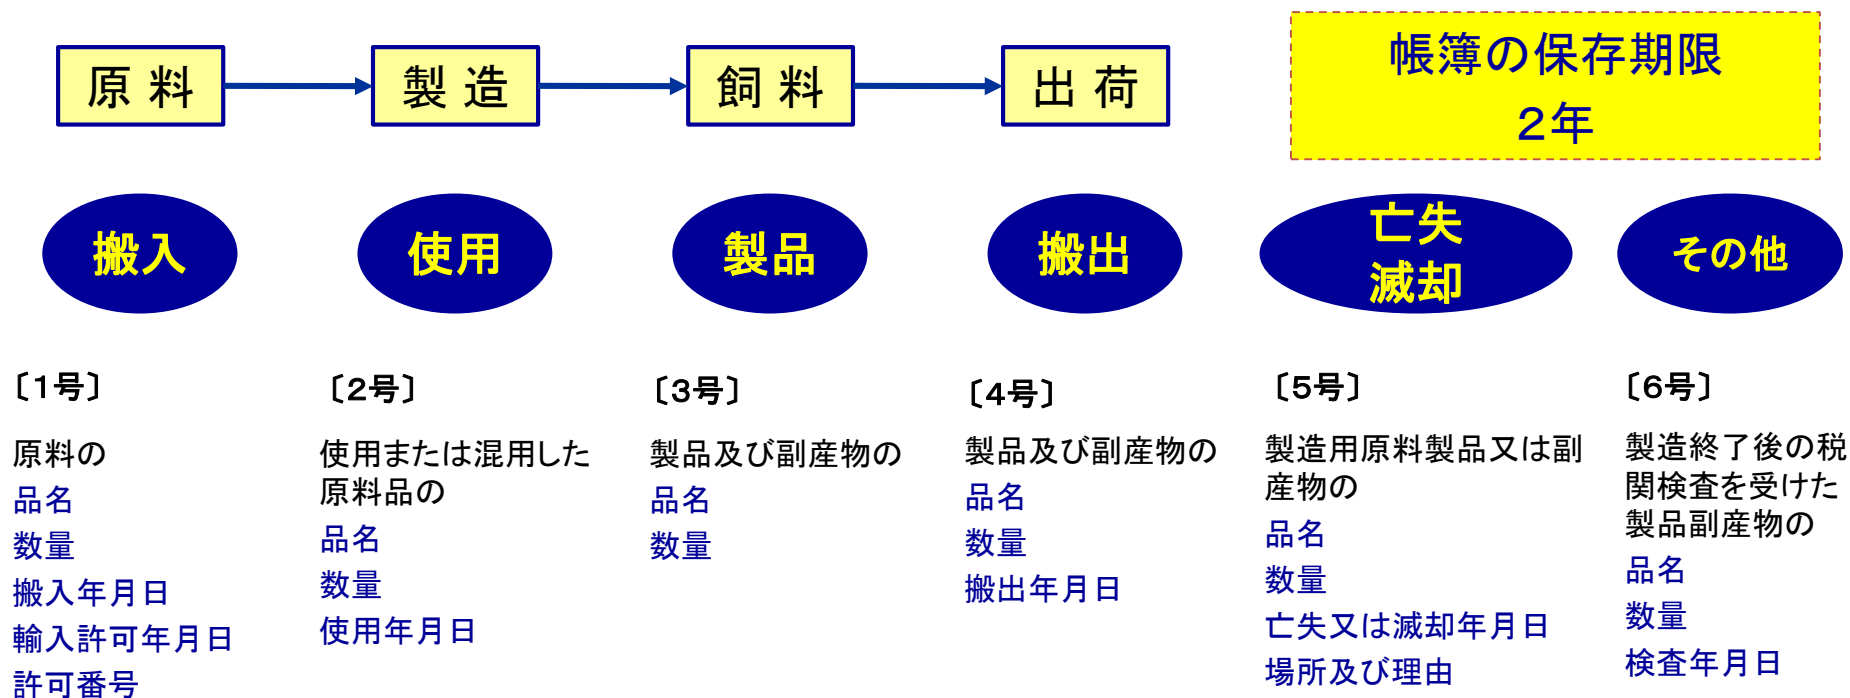 原 料
製 造
飼 料
出 荷
帳簿の保存期限
2年
搬入
使用
製品
搬出
亡失
滅却
その他
〔1号〕
原料の
品名
数量
搬入年月日
輸入許可年月日
許可番号
〔2号〕
使用または混用した
原料品の
品名
数量
使用年月日
〔3号〕
製品及び副産物の
品名
数量
〔4号〕
製品及び副産物の
品名
数量
搬出年月日
〔5号〕
製造用原料製品又は副
産物の
品名
数量
亡失又は滅却年月日
場所及び理由
〔6号〕
製造終了後の税
関検査を受けた
製品副産物の
品名
数量
検査年月日